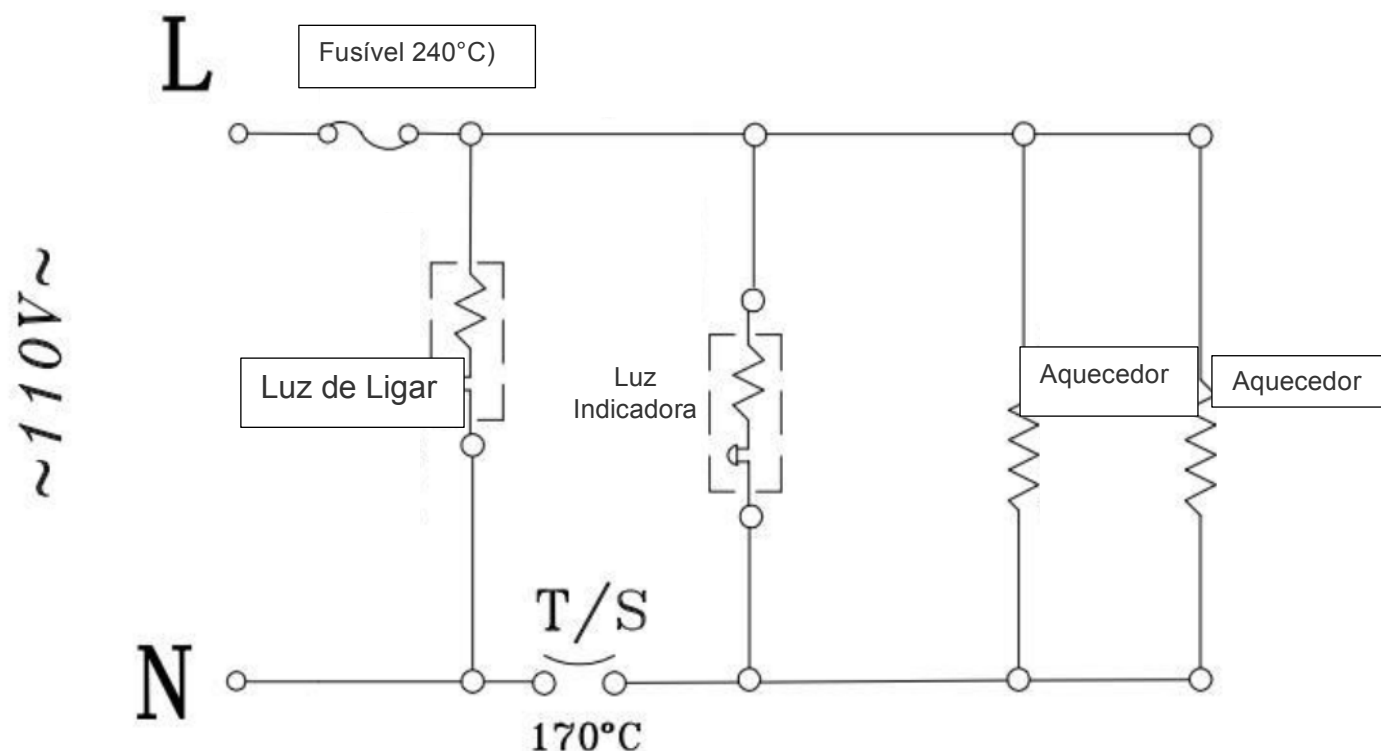 L
Fusível 240°C)
~110V~
Luz de Ligar
Luz
Indicadora
Aquecedor
Aquecedor
T/S
170°C
N